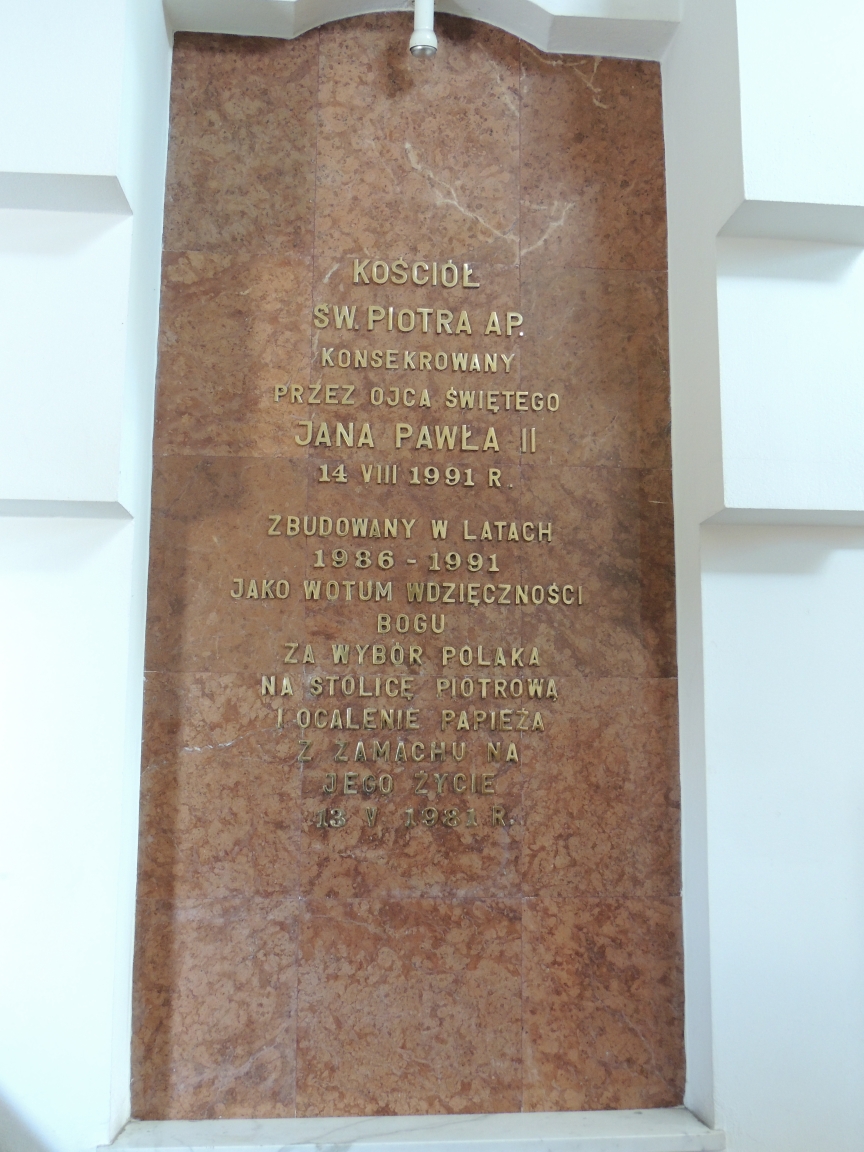 KOŚCIÓŁ
ŚW. PIOTRA AP.
KONSEKROWANY
PRZEZ OJCA ŚWIĘTEGO
JANA PAWŁA II
14 VIII 1991 R.
ZBUDOWANY W LATACH
1986 - 1991
JAKO WOTUM WDZIĘCZNOŚCI
BOGU
ZA WYBÓR POLAKA
NA STOLICĘ PIOTROWĄ
I OCALENIE PAPIEŻA
Z ZAMACHU NA
JEGO ŻYCIE
13 V 1981 R.